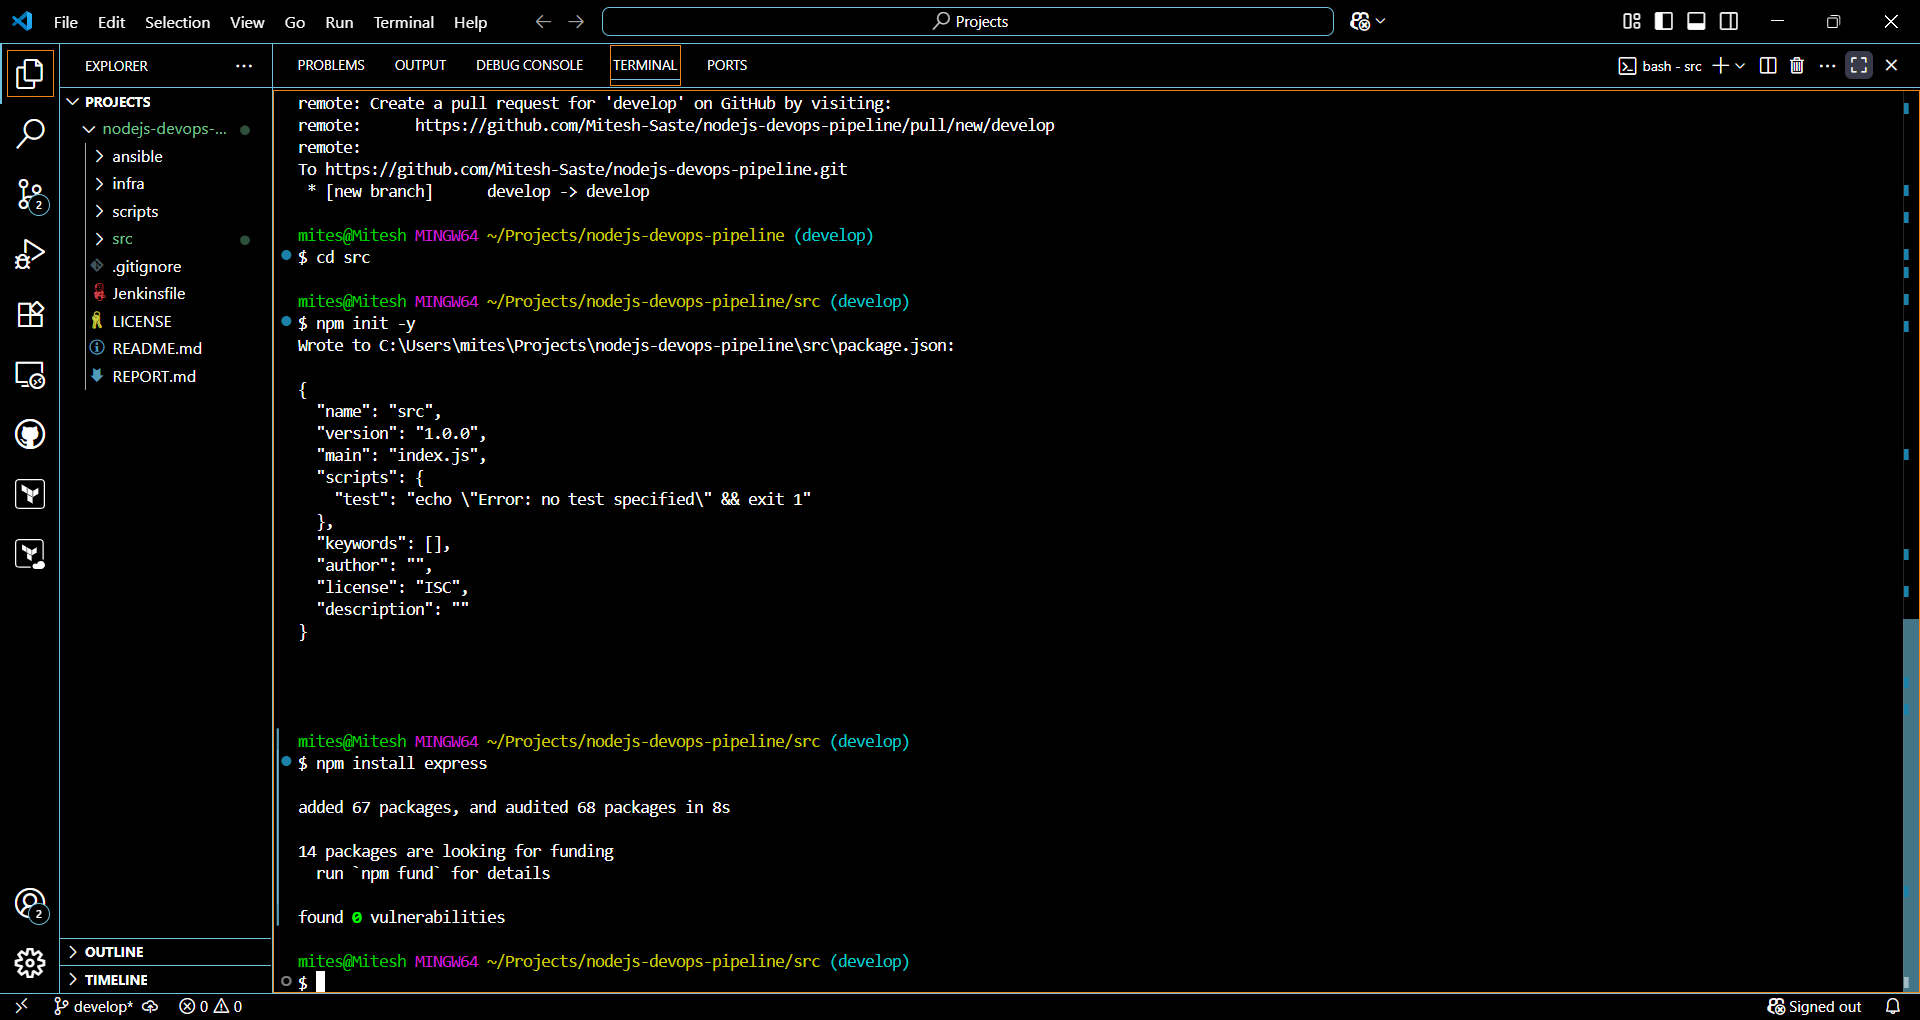 File Edit Selection View Go Run Terminal Help
Projects
EXPLORER
PROJECTS
nodejs-devops-...
ansible
infra
scripts
src
.gitignore
Jenkinsfile
LICENSE
README.md
REPORT.md
OUTLINE
TIMELINE
2
2
PROBLEMS OUTPUT DEBUG CONSOLE TERMINAL PORTS
bash - src
remote: Create a pull request for 'develop' on GitHub by visiting:
remote:      https://github.com/Mitesh-Saste/nodejs-devops-pipeline/pull/new/develop
remote:
To https://github.com/Mitesh-Saste/nodejs-devops-pipeline.git
 * [new branch]      develop -> develop
mites@Mitesh MINGW64 ~/Projects/nodejs-devops-pipeline (develop)
$ cd src
mites@Mitesh MINGW64 ~/Projects/nodejs-devops-pipeline/src (develop)
$ npm init -y
Wrote to C:\Users\mites\Projects\nodejs-devops-pipeline\src\package.json:
{
  "name": "src",
  "version": "1.0.0",
  "main": "index.js",
  "scripts": {
    "test": "echo \"Error: no test specified\" && exit 1"
  },
  "keywords": [],
  "author": "",
  "license": "ISC",
  "description": ""
}
mites@Mitesh MINGW64 ~/Projects/nodejs-devops-pipeline/src (develop)
$ npm install express
added 67 packages, and audited 68 packages in 8s
14 packages are looking for funding
  run `npm fund` for details
found 0 vulnerabilities
mites@Mitesh MINGW64 ~/Projects/nodejs-devops-pipeline/src (develop)
$
develop* 0 0 Signed out